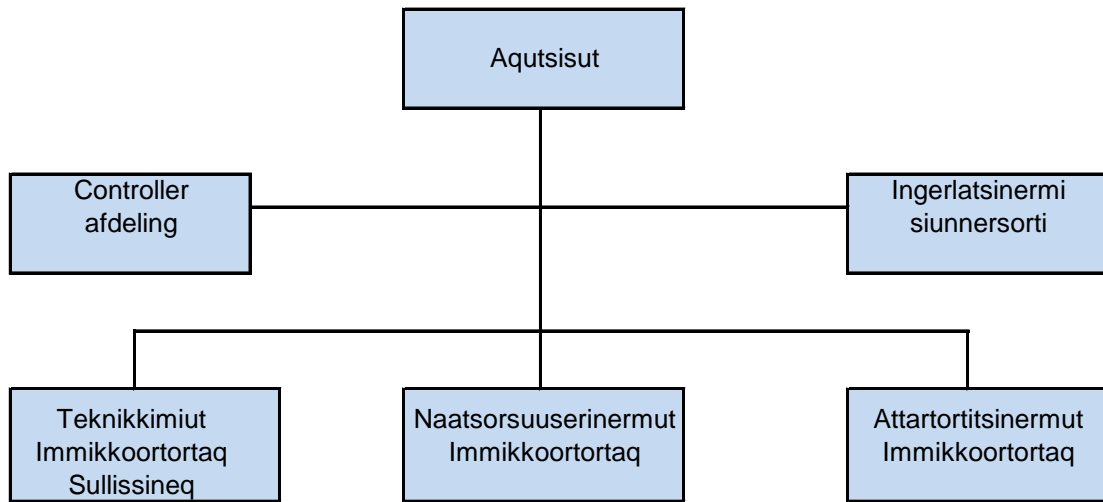 Aqutsisut
Controller
afdeling
Ingerlatsinermi
siunnersorti
Teknikkimiut
Immikkoortortaq
Sullissineq
Naatsorsuuserinermut
Immikkoortortaq
Attartortitsinermut
Immikkoortortaq